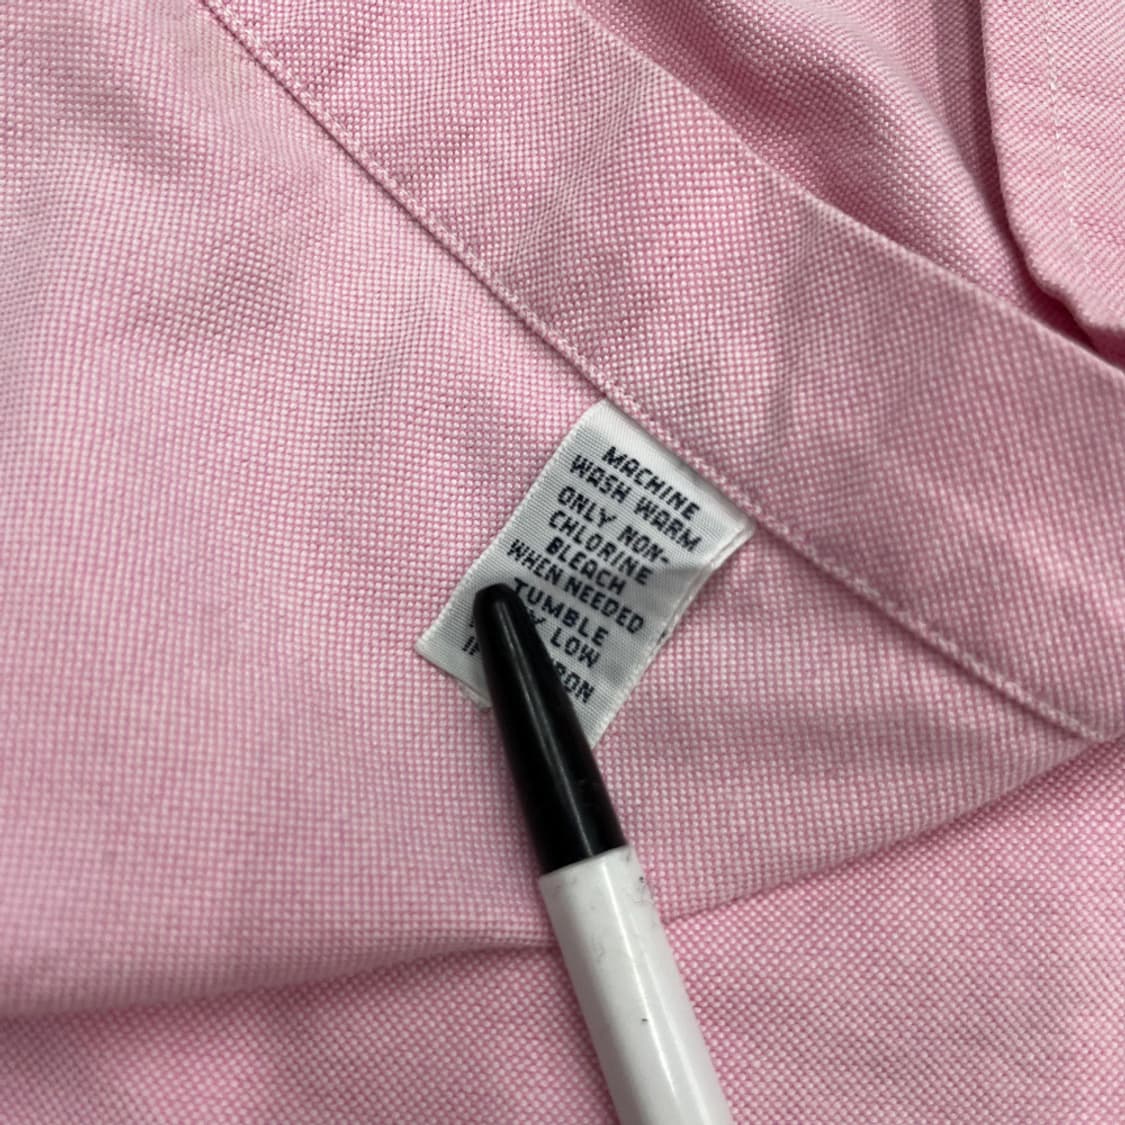 MACHINE
WASH WARM
ONLY NON-
CHLORINE
BLEACH
WHEN NEEDED
TUMBLE
LOW